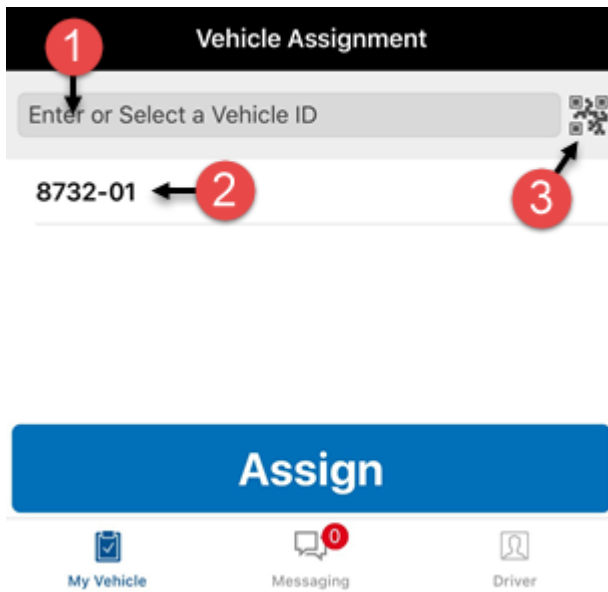 1
Vehicle Assignment
Enter or Select a Vehicle ID
8732-01
2
3
Assign
0
My Vehicle
Messaging
Driver